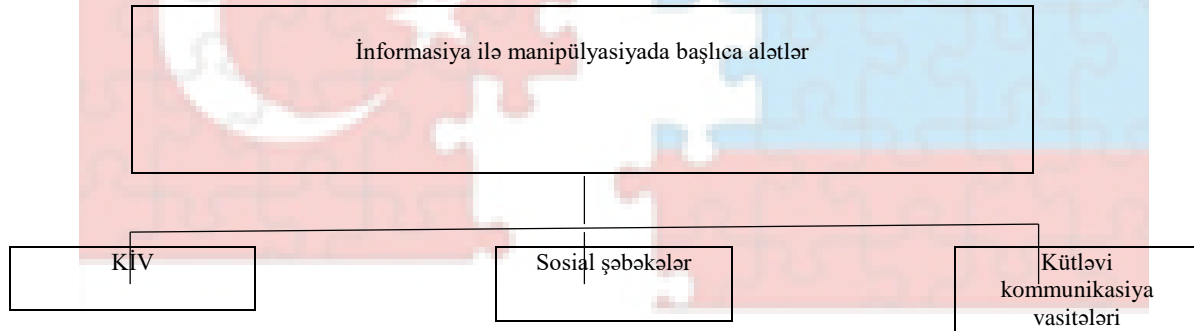 İnformasiya ilə manipülyasiyada başlıca alətlər
KİV
Sosial şəbəkələr
Kütləvi
kommunikasiya
vasitələri